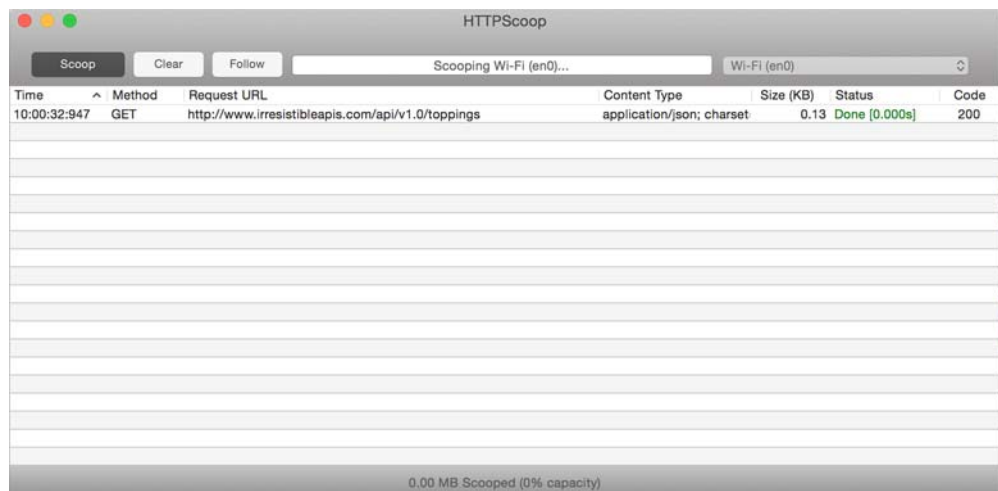 HTTPScoop
Scoop Clear Follow Scooping Wi-Fi (en0)... Wi-Fi (en0)
Time Method Request URL Content Type Size (KB) Status Code
10:00:32:947 GET http://www.irresistibleapis.com/api/v1.0/toppings application/json; charset 0.13 Done [0.000s] 200
0.00 MB Scooped (0% capacity)